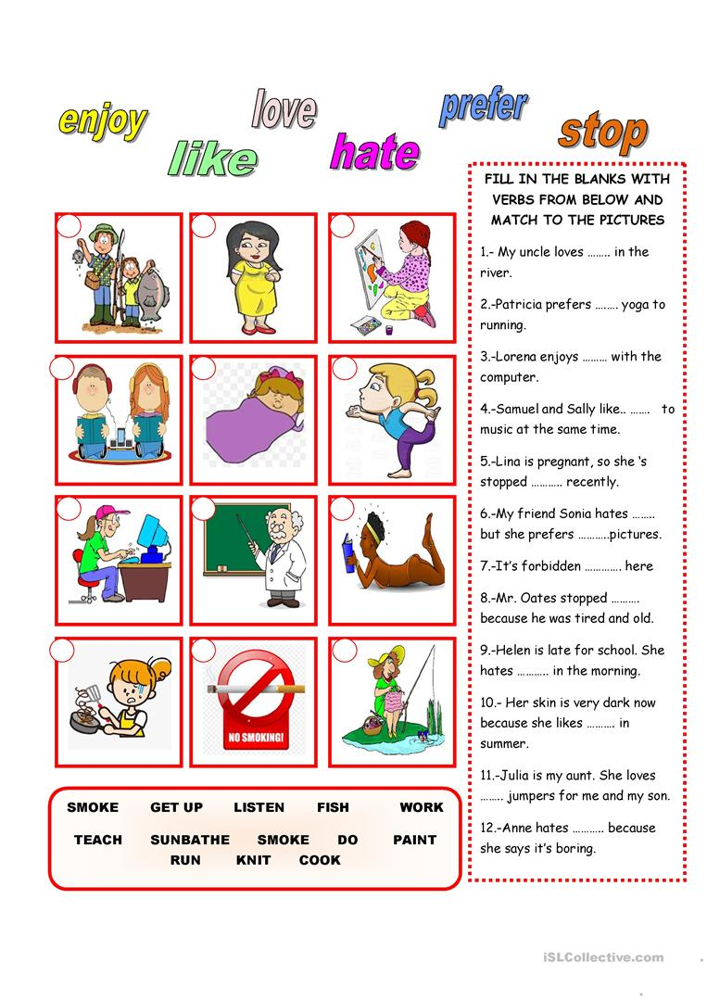 enjoy
love
prefer
like
hate
stop
FILL IN THE BLANKS WITH
VERBS FROM BELOW AND
MATCH TO THE PICTURES
1.- My uncle loves …….. in the
river.
2.-Patricia prefers …..… yoga to
running.
3.-Lorena enjoys ……… with the
computer.
4.-Samuel and Sally like.. ……. to
music at the same time.
5.-Lina is pregnant, so she ‘s
stopped ……….. recently.
6.-My friend Sonia hates ……..
but she prefers ………..pictures.
7.-It’s forbidden …………. here
8.-Mr. Oates stopped ……….
because he was tired and old.
9.-Helen is late for school. She
hates ……….. in the morning.
10.- Her skin is very dark now
because she likes ………. in
summer.
11.-Julia is my aunt. She loves
…….. jumpers for me and my son.
12.-Anne hates ……….. because
she says it’s boring.
NO SMOKING!
SMOKE GET UP LISTEN FISH WORK
TEACH SUNBATHE SMOKE DO PAINT
RUN KNIT COOK
iSLCollective.com